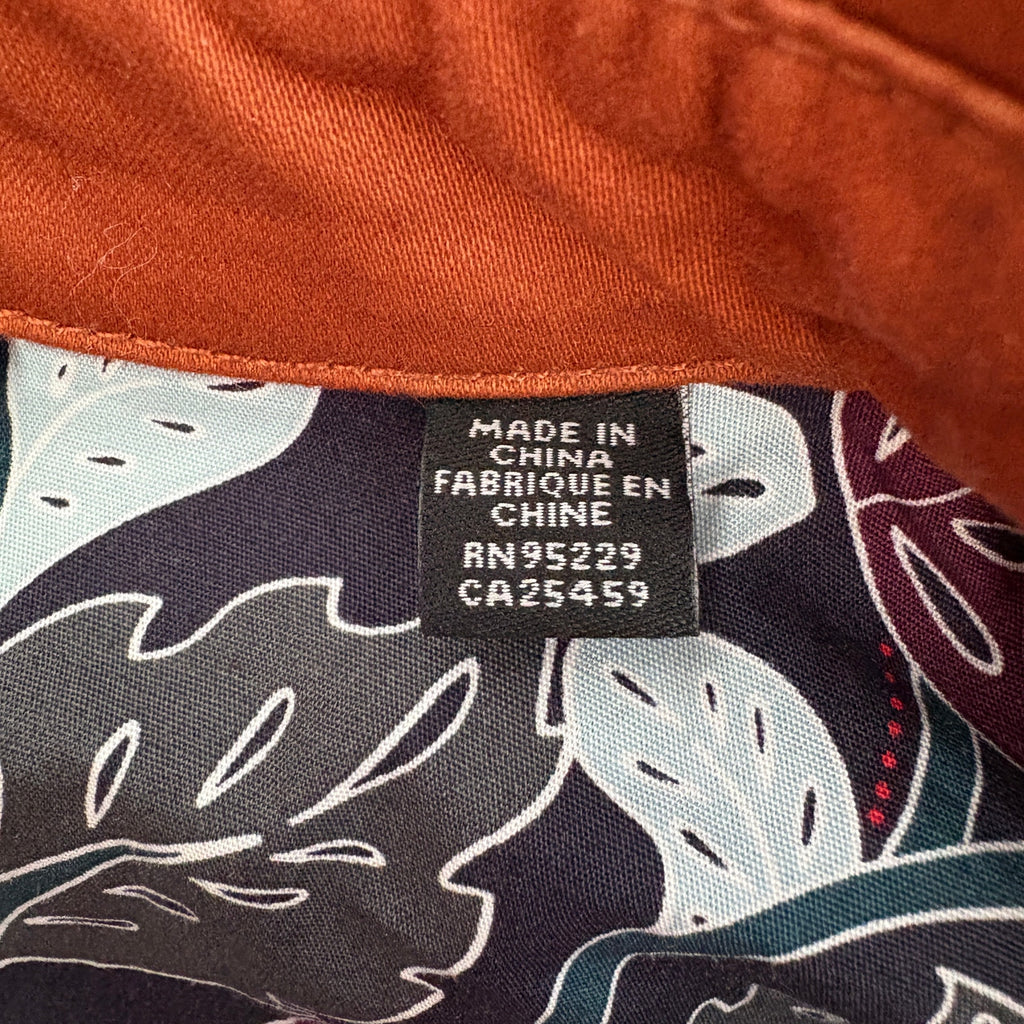 MADE IN
CHINA
FABRIQUE EN
CHINE
RN95229
CA25459